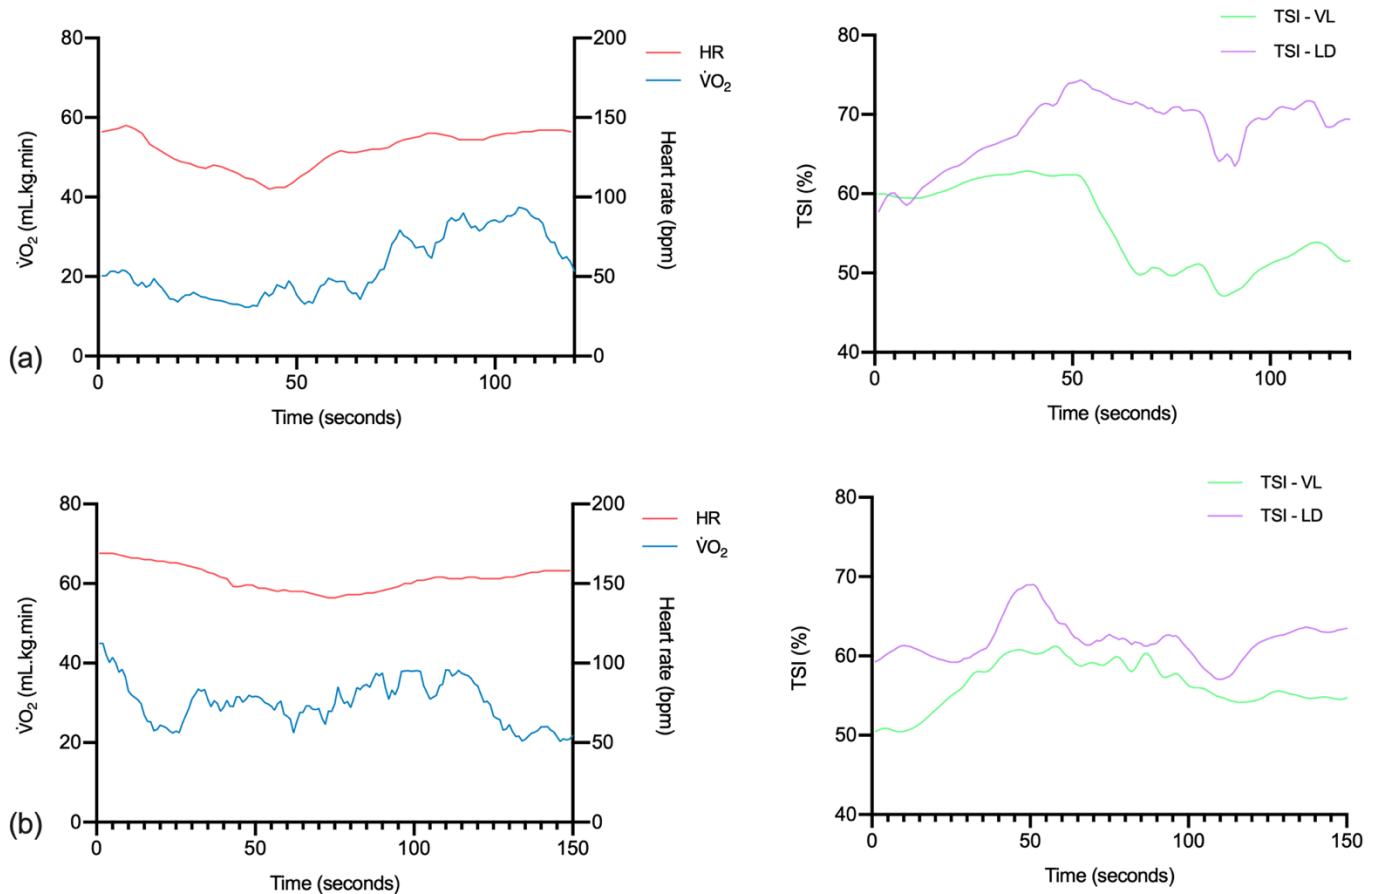 80
60
40
20
0
V̇O2 (mL.kg.min)
200
150
100
50
0
Heart rate (bpm)
HR
V̇O2
0
50
100
Time (seconds)
(a)
TSI - VL
TSI - LD
80
70
60
50
40
TSI (%)
0
50
100
Time (seconds)
80
60
40
20
0
V̇O2 (mL.kg.min)
200
150
100
50
0
Heart rate (bpm)
HR
V̇O2
0
50
100
150
Time (seconds)
(b)
TSI - VL
TSI - LD
80
70
60
50
40
TSI (%)
0
50
100
150
Time (seconds)